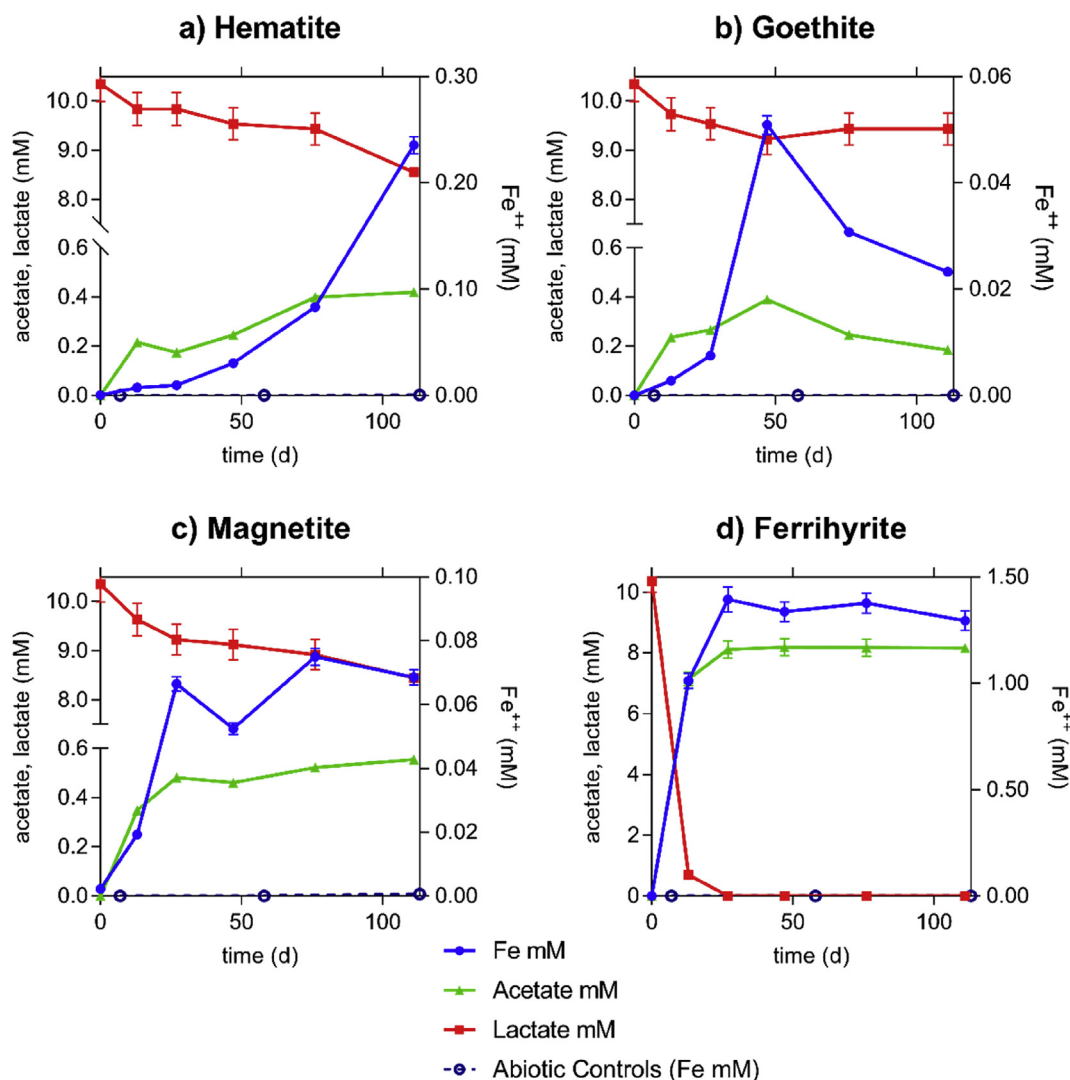 a) Hematite
10.0
9.0
8.0
0.6
0.4
0.2
0.0
acetate, lactate (mM)
0.30
0.20
0.10
0.00
Fe++ (mM)
0
50
100
time (d)
b) Goethite
10.0
9.0
8.0
0.6
0.4
0.2
0.0
acetate, lactate (mM)
0.06
0.04
0.02
0.00
Fe++ (mM)
0
50
100
time (d)
c) Magnetite
10.0
9.0
8.0
0.6
0.4
0.2
0.0
acetate, lactate (mM)
0.10
0.08
0.06
0.04
0.02
0.00
Fe++ (mM)
0
50
100
time (d)
d) Ferrihyrite
10
8
6
4
2
0
acetate, lactate (mM)
1.50
1.00
1.50
0.00
Fe++ (mM)
0
50
100
time (d)
Fe mM
Acetate mM
Lactate mM
Abiotic Controls (Fe mM)